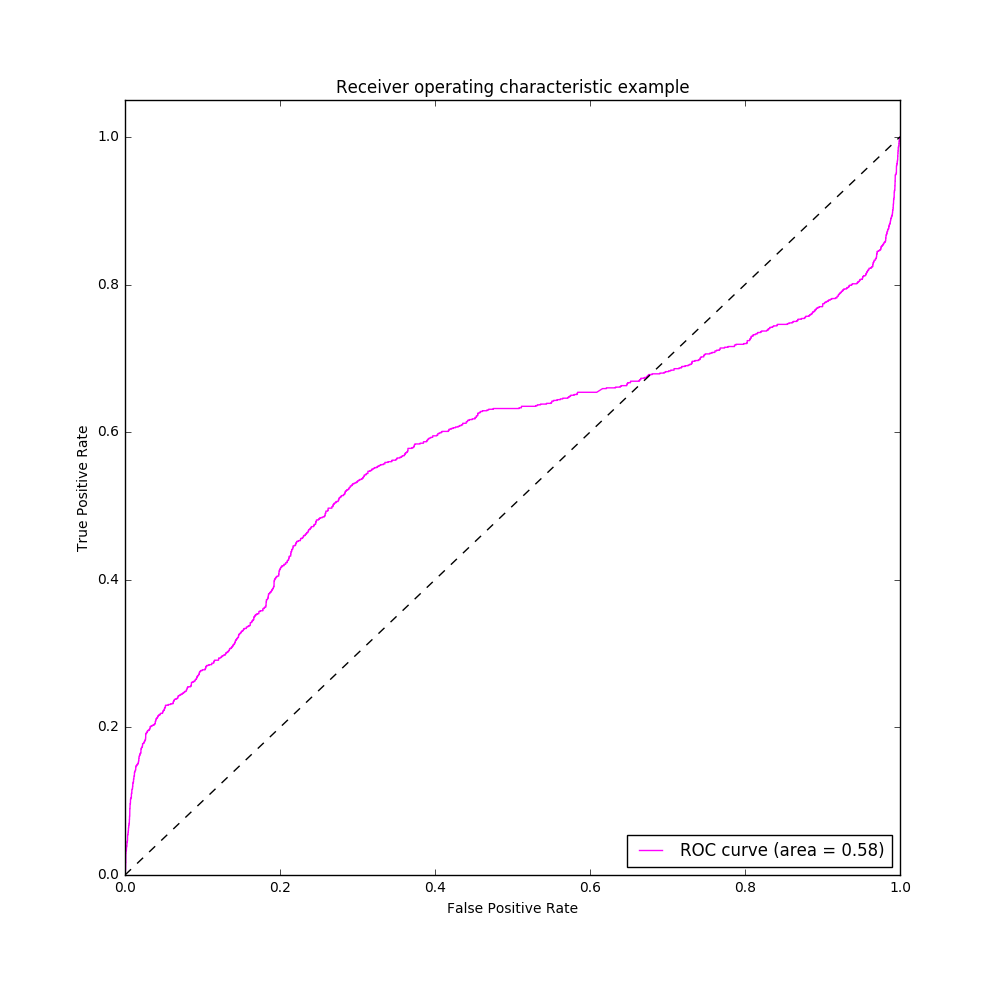 Receiver operating characteristic example
True Positive Rate
1.0
0.8
0.6
0.4
0.2
0.0
ROC curve (area = 0.58)
0.0 0.2 0.4 0.6 0.8 1.0
False Positive Rate